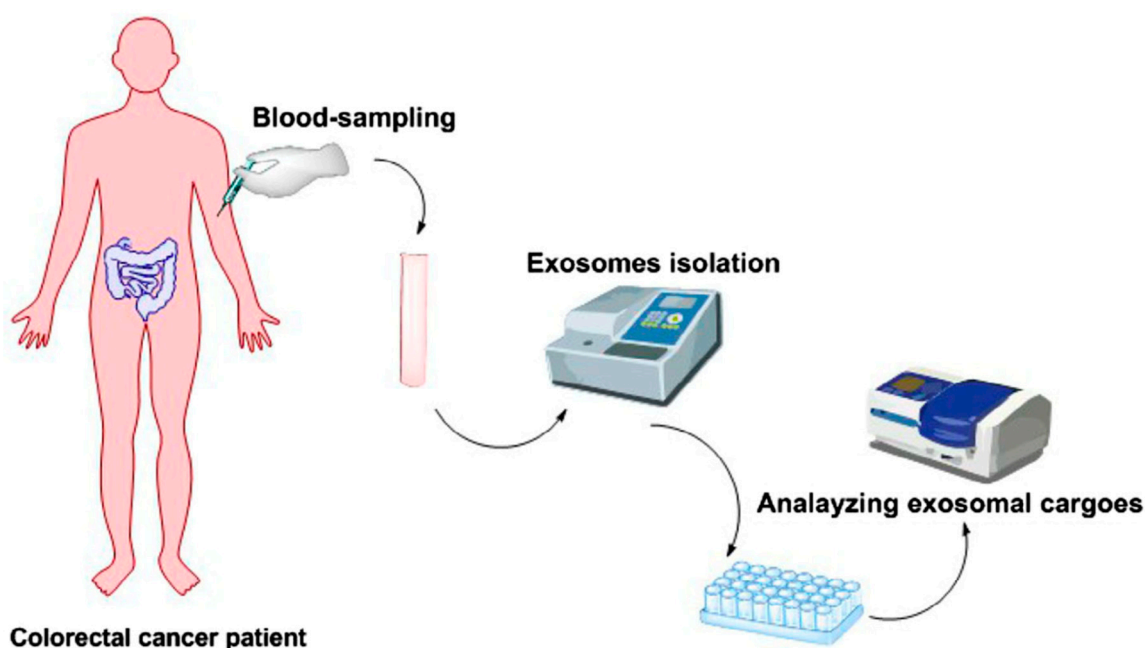 Blood-sampling
Exosomes isolation
Analayzing exosomal cargoes
Colorectal cancer patient